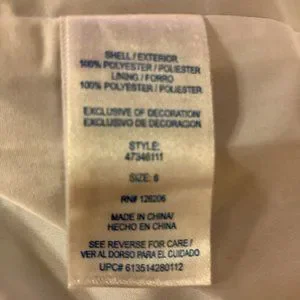 SHELL / EXTERIOR
100% POLYESTER / POLIESTER
LINING / FORRO
100% POLYESTER / POLIESTER
EXCLUSIVE OF DECORATION/
EXCLUSIVO DE DECORACION
STYLE:
47346111
SIZE: 6
RN# 126206
MADE IN CHINA/
HECHO EN CHINA
SEE REVERSE FOR CARE /
VER AL DORSO PARA EL CUIDADO
UPC# 613514280112